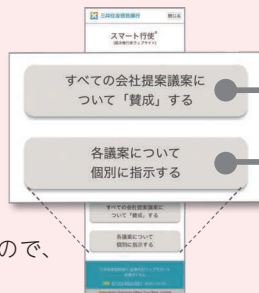 三井住友信託銀行
閉じる
スマート行使®
すべての会社提案議案に
ついて「賛成」する
各議案について
個別に指示する
すべての会社提案議案に
ついて「賛成」する
各議案について
個別に指示する
ので、